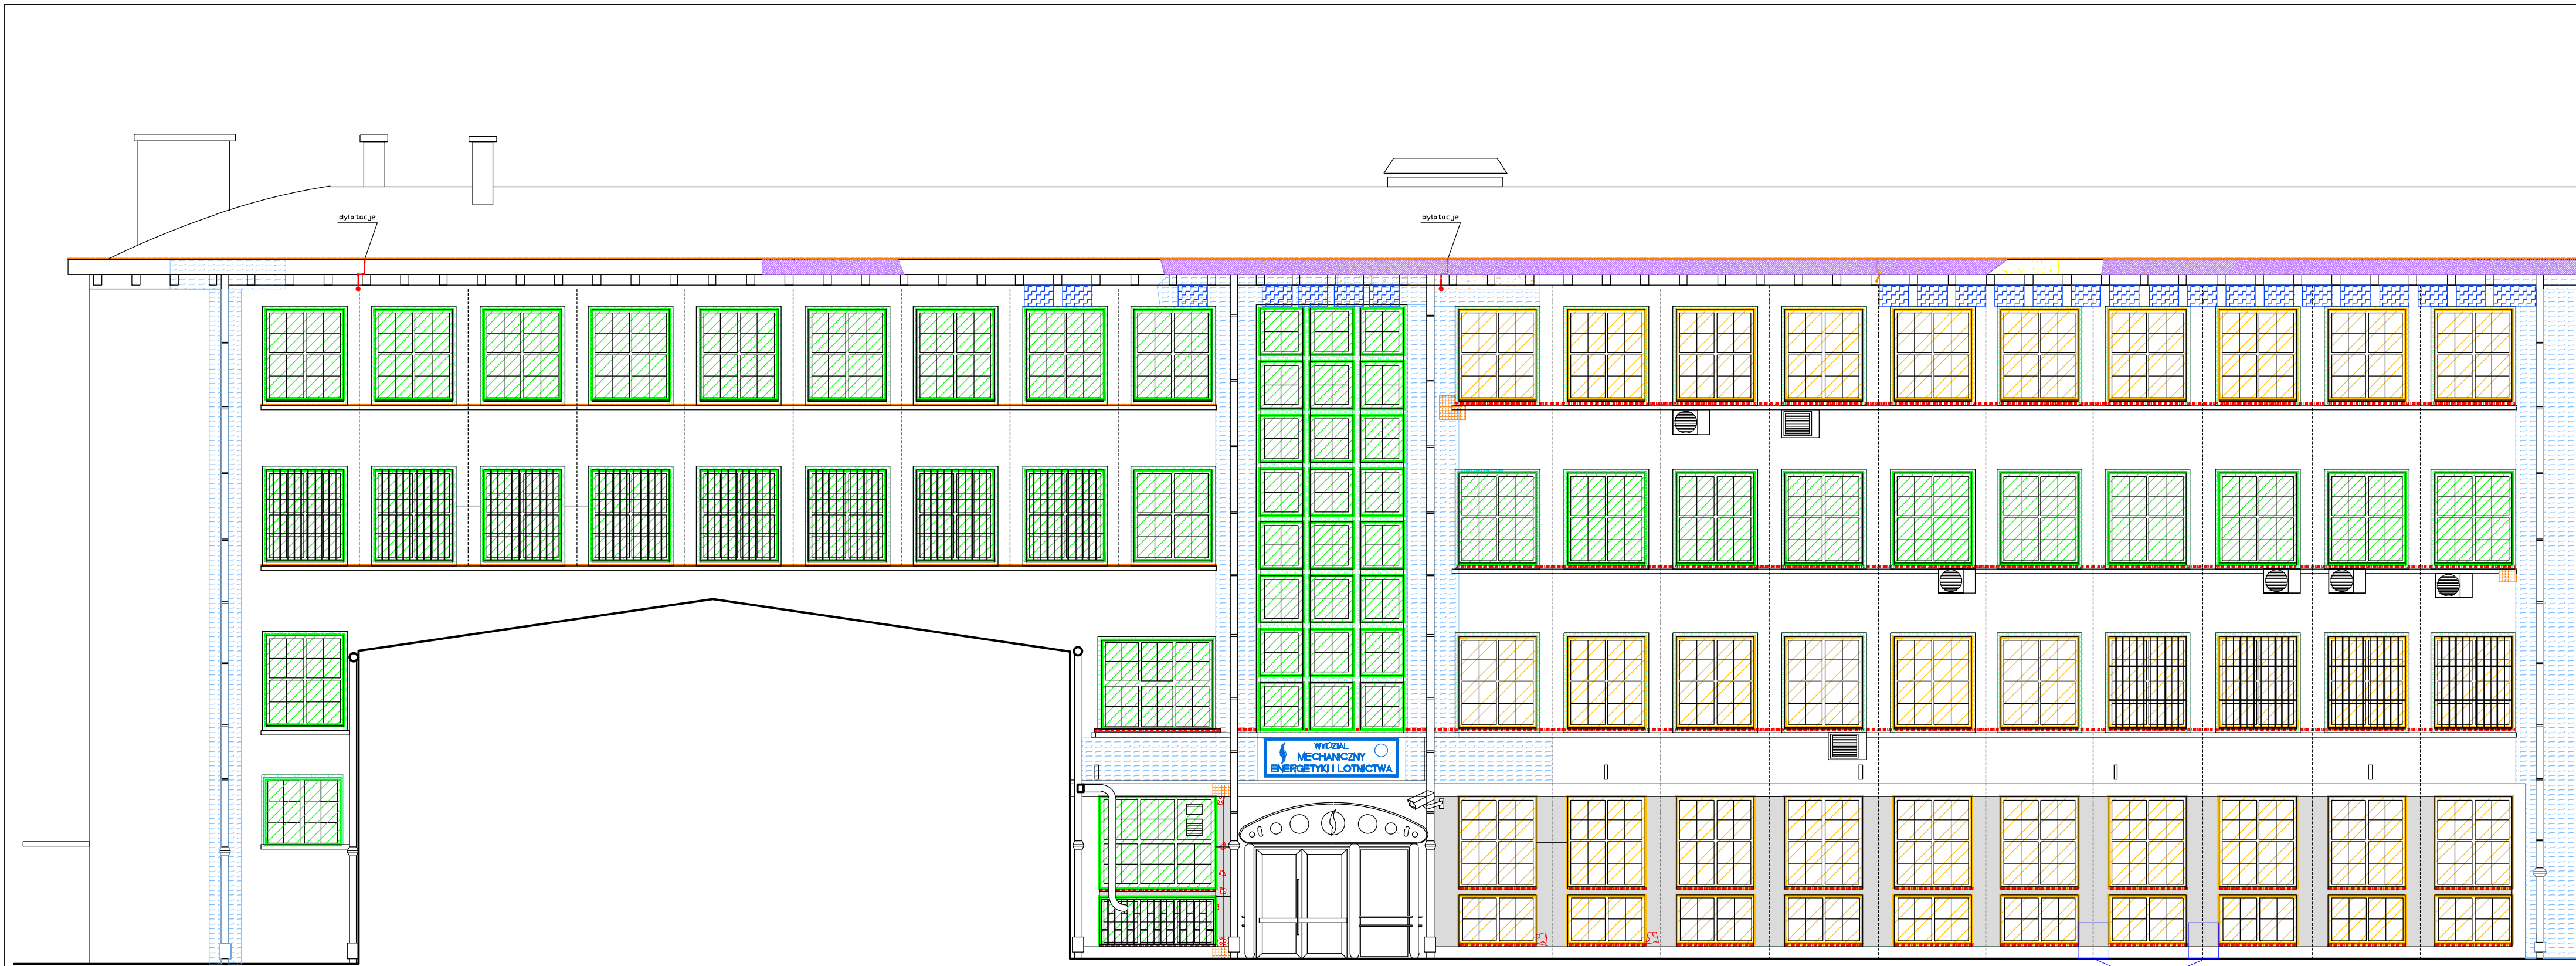 dylatacje
dylatacje
WYDZIAŁ
MECHANICZNY
ENERGETYKI I LOTNICTWA